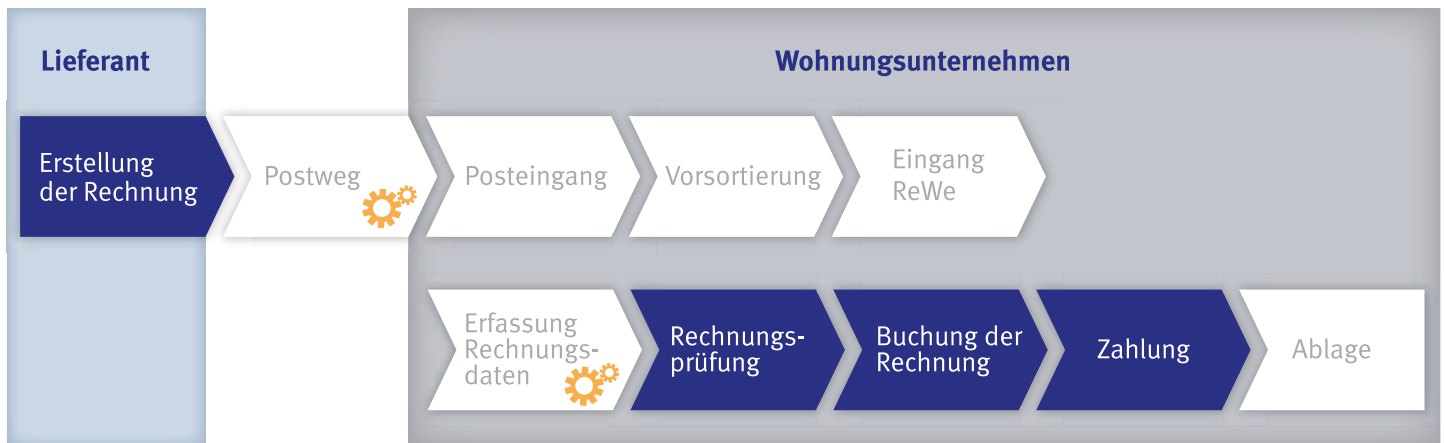 Lieferant
Wohnungsunternehmen
Erstellung
der Rechnung
Postweg
Posteingang
Vorsortierung
Eingang
ReWe
Erfassung
Rechnungs-
daten
Rechnungs-
prüfung
Buchung der
Rechnung
Zahlung
Ablage